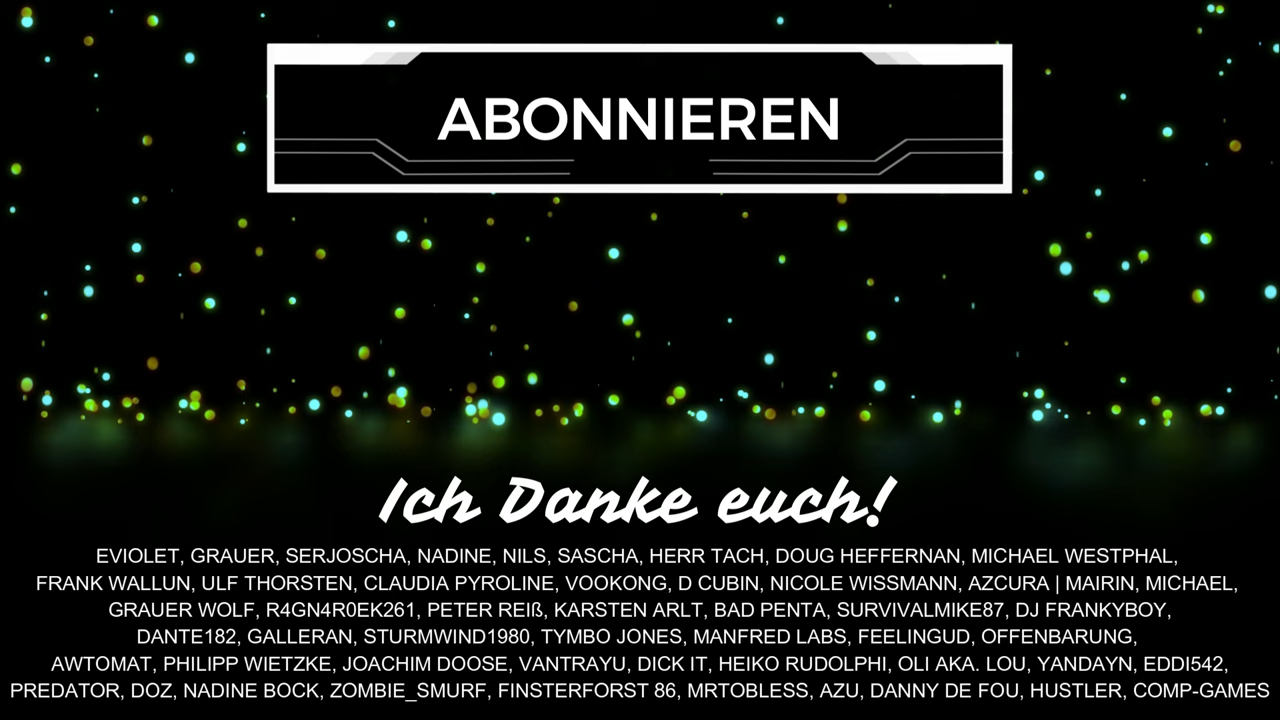 ABONNIEREN
Ich Danke euch!
EVIOLET, GRAUER, SERJOSCHA, NADINE, NILS, SASCHA, HERR TACH, DOUG HEFFERNAN, MICHAEL WESTPHAL,
FRANK WALLUN, ULF THORSTEN, CLAUDIA PYROLINE, VOOKONG, D CUBIN, NICOLE WISSMANN, AZCURA | MAIRIN, MICHAEL,
GRAUER WOLF, R4GN4R0EK261, PETER REIß, KARSTEN ARLT, BAD PENTA, SURVIVALMIKE87, DJ FRANKYBOY,
DANTE182, GALLERAN, STURMWIND1980, TYMBO JONES, MANFRED LABS, FEELINGUD, OFFENBARUNG,
AWTOMAT, PHILIPP WIETZKE, JOACHIM DOOSE, VANTRAYU, DICK IT, HEIKO RUDOLPHI, OLI AKA. LOU, YANDAYN, EDDI542,
PREDATOR, DOZ, NADINE BOCK, ZOMBIE_SMURF, FINSTERFORST 86, MRTOBLESS, AZU, DANNY DE FOU, HUSTLER, COMP-GAMES